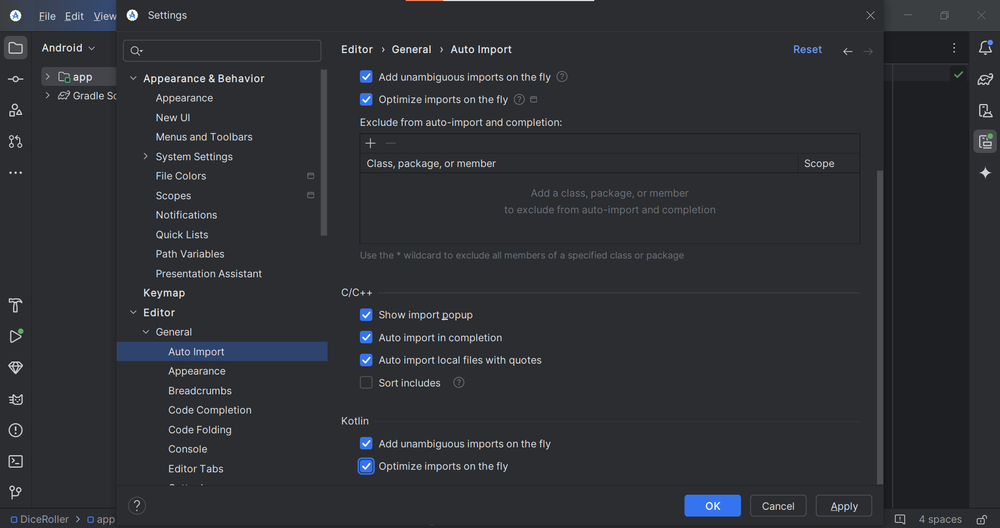 File Edit View
Settings
Android
app
Gradle Sc
Appearance & Behavior
Appearance
New UI
Menus and Toolbars
System Settings
File Colors
Scopes
Notifications
Quick Lists
Path Variables
Presentation Assistant
Keymap
Editor
General
Auto Import
Appearance
Breadcrumbs
Code Completion
Code Folding
Console
Editor Tabs
Editor › General › Auto Import
Reset
Add unambiguous imports on the fly ?
Optimize imports on the fly ?
Exclude from auto-import and completion:
Class, package, or member Scope
Add a class, package, or member
to exclude from auto-import and completion
Use the * wildcard to exclude all members of a specified class or package
C/C++
Show import popup
Auto import in completion
Auto import local files with quotes
Sort includes ?
Kotlin
Add unambiguous imports on the fly
Optimize imports on the fly
?
OK Cancel Apply
DiceRoller > app
4 spaces